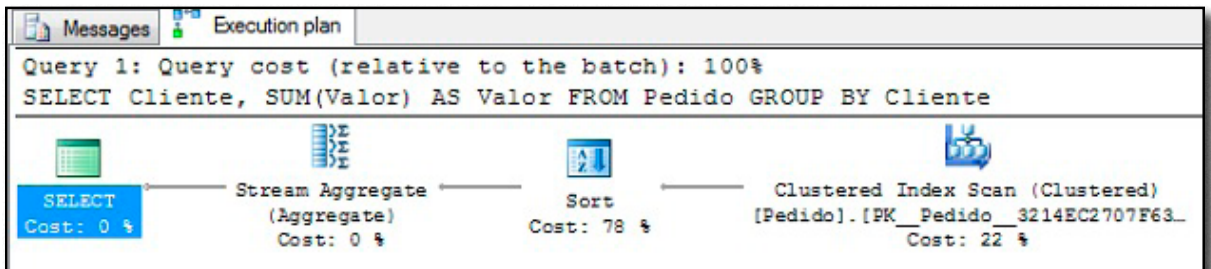 Messages Execution plan
Query 1: Query cost (relative to the batch): 100%
SELECT Cliente, SUM(Valor) AS Valor FROM Pedido GROUP BY Cliente
SELECT
Cost: 0 %
Stream Aggregate
(Aggregate)
Cost: 0 %
Sort
Cost: 78 %
Clustered Index Scan (Clustered)
[Pedido].[PK__Pedido__3214EC2707F63…
Cost: 22 %